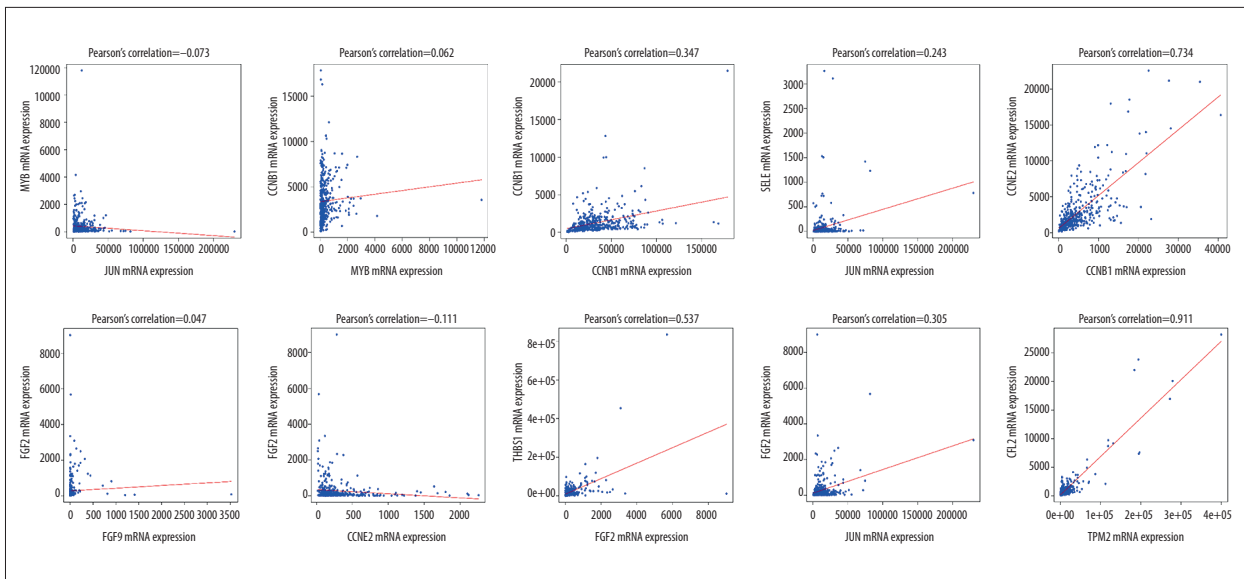 Pearson's correlation=−0.073
MYB mRNA expression
12000
10000
8000
6000
4000
2000
0
0 50000 100000 150000 200000
JUN mRNA expression
Pearson's correlation=0.062
CCNB1 mRNA expression
15000
10000
5000
0
0 2000 4000 6000 8000 10000 12000
MYB mRNA expression
Pearson's correlation=0.347
CCNB1 mRNA expression
20000
15000
10000
5000
0
0 50000 100000 150000
CCNB1 mRNA expression
Pearson's correlation=0.243
SELE mRNA expression
3000
2500
2000
1500
1000
500
0
0 50000 100000 150000 200000
JUN mRNA expression
Pearson's correlation=0.734
CCNE2 mRNA expression
20000
15000
10000
5000
0
0 1000 20000 30000 40000
CCNB1 mRNA expression
Pearson's correlation=0.047
FGF2 mRNA expression
8000
6000
4000
2000
0
0 500 1000 1500 2000 2500 3000 3500
FGF9 mRNA expression
Pearson's correlation=−0.111
FGF2 mRNA expression
8000
6000
4000
2000
0
0 500 1000 1500 2000
CCNE2 mRNA expression
Pearson's correlation=0.537
THBS1 mRNA expression
8e+05
6e+05
4e+05
2e+05
0e+00
0 2000 4000 6000 8000
FGF2 mRNA expression
Pearson's correlation=0.305
FGF2 mRNA expression
8000
6000
4000
2000
0
0 50000 100000 150000 200000
JUN mRNA expression
Pearson's correlation=0.911
CFL2 mRNA expression
25000
20000
15000
10000
5000
0
0e+00 1e+05 2e+05 3e+05 4e+05
TPM2 mRNA expression